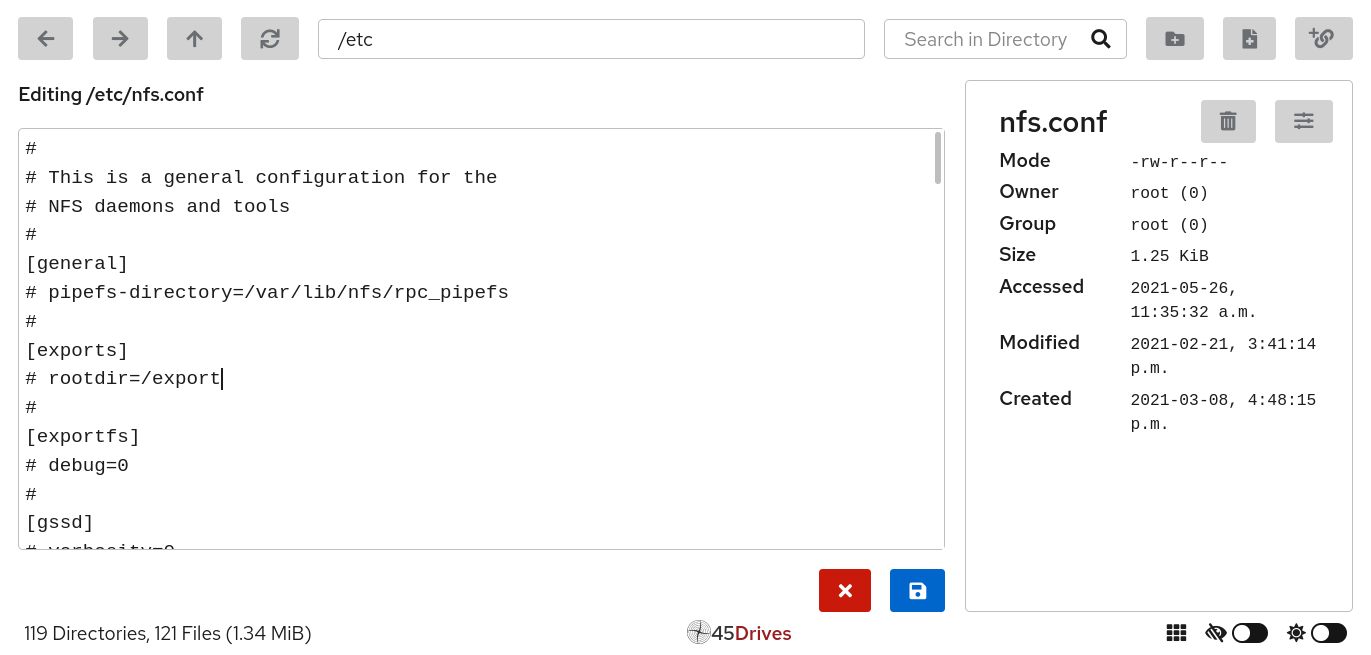 /etc
Search in Directory
Editing /etc/nfs.conf
#
# This is a general configuration for the
# NFS daemons and tools
#
[general]
# pipefs-directory=/var/lib/nfs/rpc_pipefs
#
[exports]
# rootdir=/export
#
[exportfs]
# debug=0
#
[gssd]
# verbosity=0
nfs.conf
Mode -rw-r--r--
Owner root (0)
Group root (0)
Size 1.25 KiB
Accessed 2021-05-26,
11:35:32 a.m.
Modified 2021-02-21, 3:41:14
p.m.
Created 2021-03-08, 4:48:15
p.m.
119 Directories, 121 Files (1.34 MiB)
45Drives